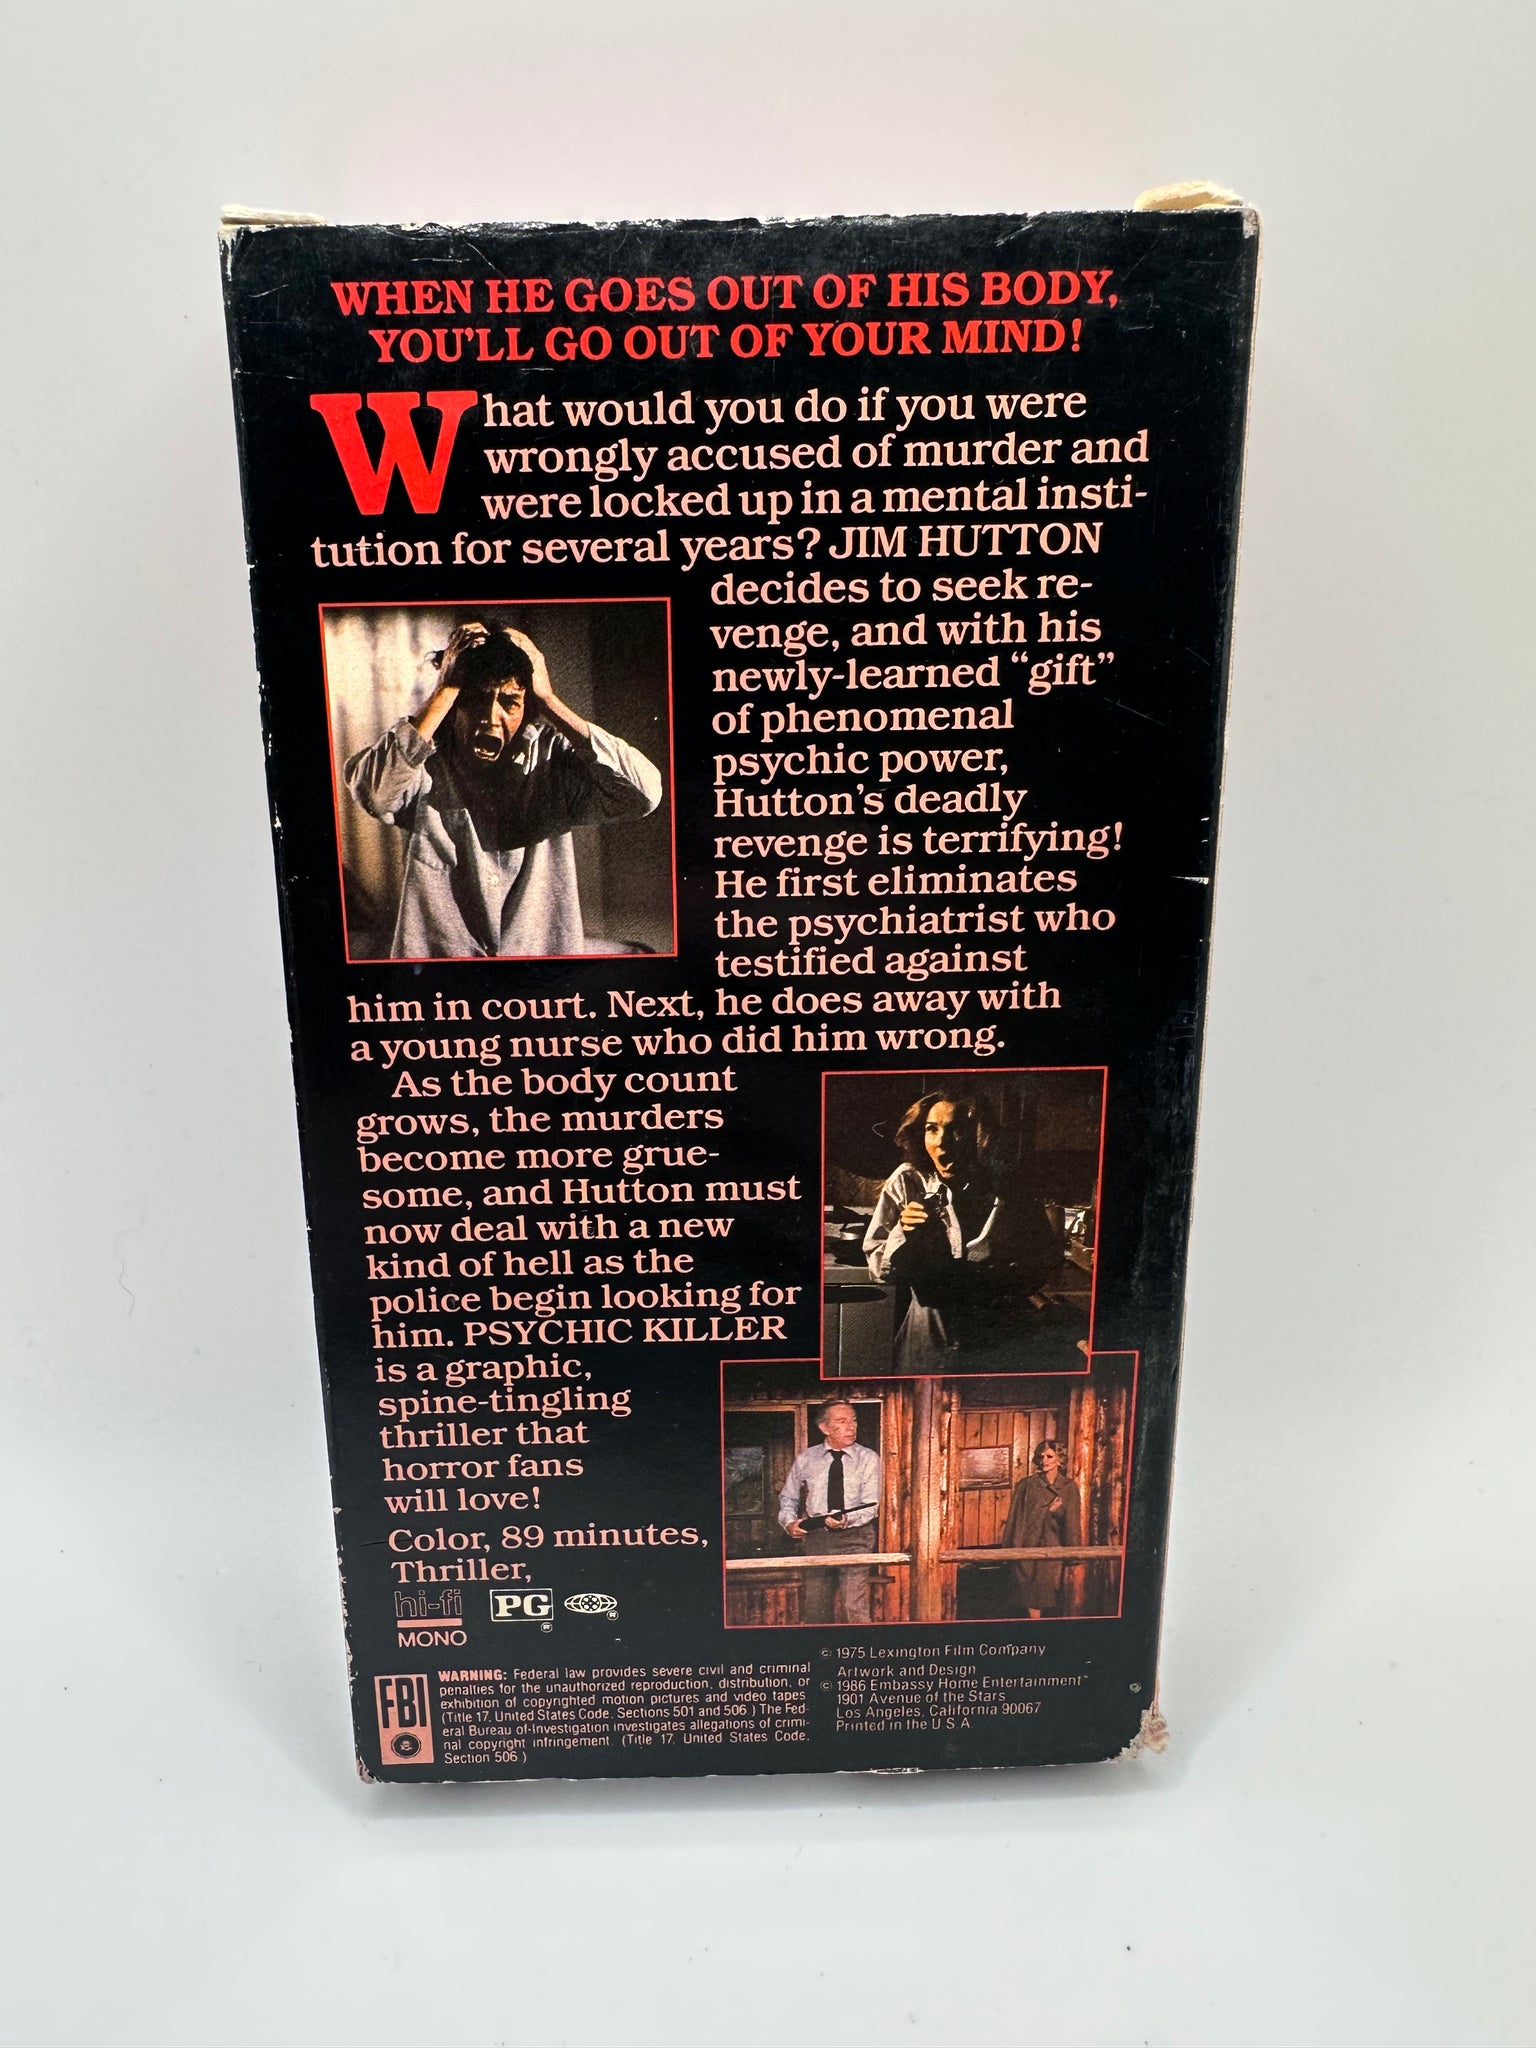 WHEN HE GOES OUT OF HIS BODY,
YOU'LL GO OUT OF YOUR MIND!
What would you do if you were
wrongly accused of murder and
were locked up in a mental insti-
tution for several years? JIM HUTTON
decides to seek re-
venge, and with his
newly-learned “gift”
of phenomenal
psychic power,
Hutton's deadly
revenge is terrifying!
He first eliminates
the psychiatrist who
testified against
him in court. Next, he does away with
a young nurse who did him wrong.
As the body count
grows, the murders
become more grue-
some, and Hutton must
now deal with a new
kind of hell as the
police begin looking for
him. PSYCHIC KILLER
is a graphic,
spine-tingling
thriller that
horror fans
will love!
Color, 89 minutes,
Thriller,
hi-fi
MONO
PG
®
®
FBI
WARNING: Federal law provides severe civil and criminal
penalties for the unauthorized reproduction, distribution, or
exhibition of copyrighted motion pictures and video tapes
(Title 17, United States Code, Sections 501 and 506.) The Fed-
eral Bureau of Investigation investigates allegations of crimi-
nal copyright infringement. (Title 17, United States Code,
Section 506.)
© 1975 Lexington Film Company
Artwork and Design
© 1986 Embassy Home Entertainment™
1901 Avenue of the Stars
Los Angeles, California 90067
Printed in the U.S.A.